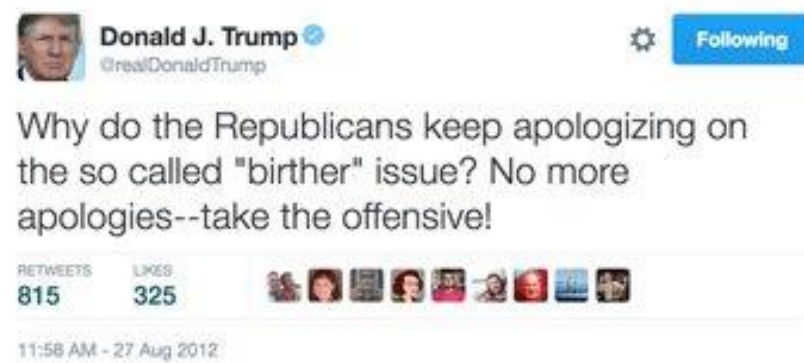 Donald J. Trump
@realDonaldTrump
Following
Why do the Republicans keep apologizing on
the so called "birther" issue? No more
apologies--take the offensive!
RETWEETS LIKES
815 325
11:58 AM - 27 Aug 2012